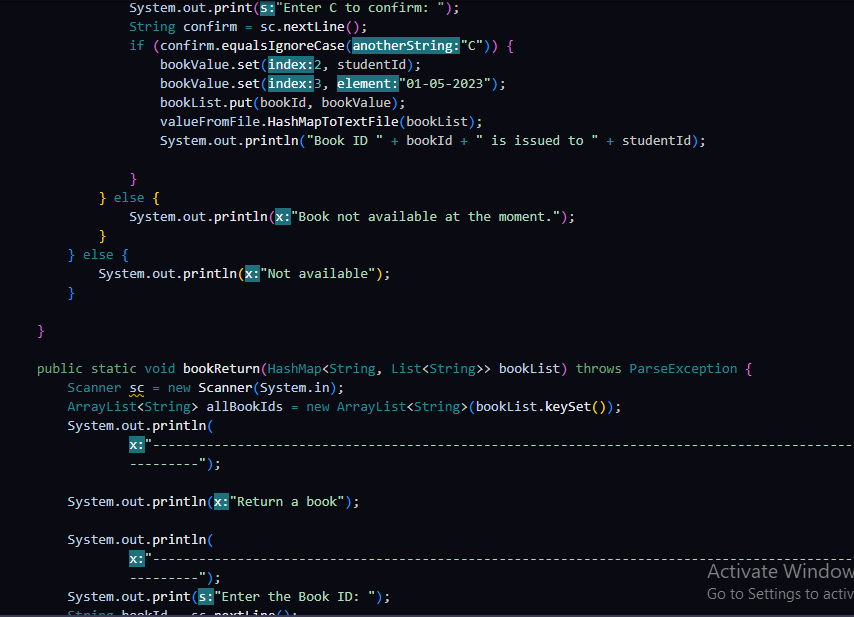 System.out.print(s:"Enter C to confirm: ");
String confirm = sc.nextLine();
if (confirm.equalsIgnoreCase(anotherString:"C")) {
bookValue.set(index:2, studentId);
bookValue.set(index:3, element:"01-05-2023");
bookList.put(bookId, bookValue);
valueFromFile.HashMapToTextFile(bookList);
System.out.println("Book ID " + bookId + " is issued to " + studentId);
}
} else {
System.out.println(x:"Book not available at the moment.");
}
} else {
System.out.println(x:"Not available");
}
}
public static void bookReturn(HashMap<String, List<String>> bookList) throws ParseException {
Scanner sc = new Scanner(System.in);
ArrayList<String> allBookIds = new ArrayList<String>(bookList.keySet());
System.out.println(
x:"------------------------------------------------------------------------------------------
---------");
System.out.println(x:"Return a book");
System.out.println(
x:"------------------------------------------------------------------------------------------
---------");
System.out.print(s:"Enter the Book ID: ");
String bookId = sc.nextLine();
Activate Window
Go to Settings to activ